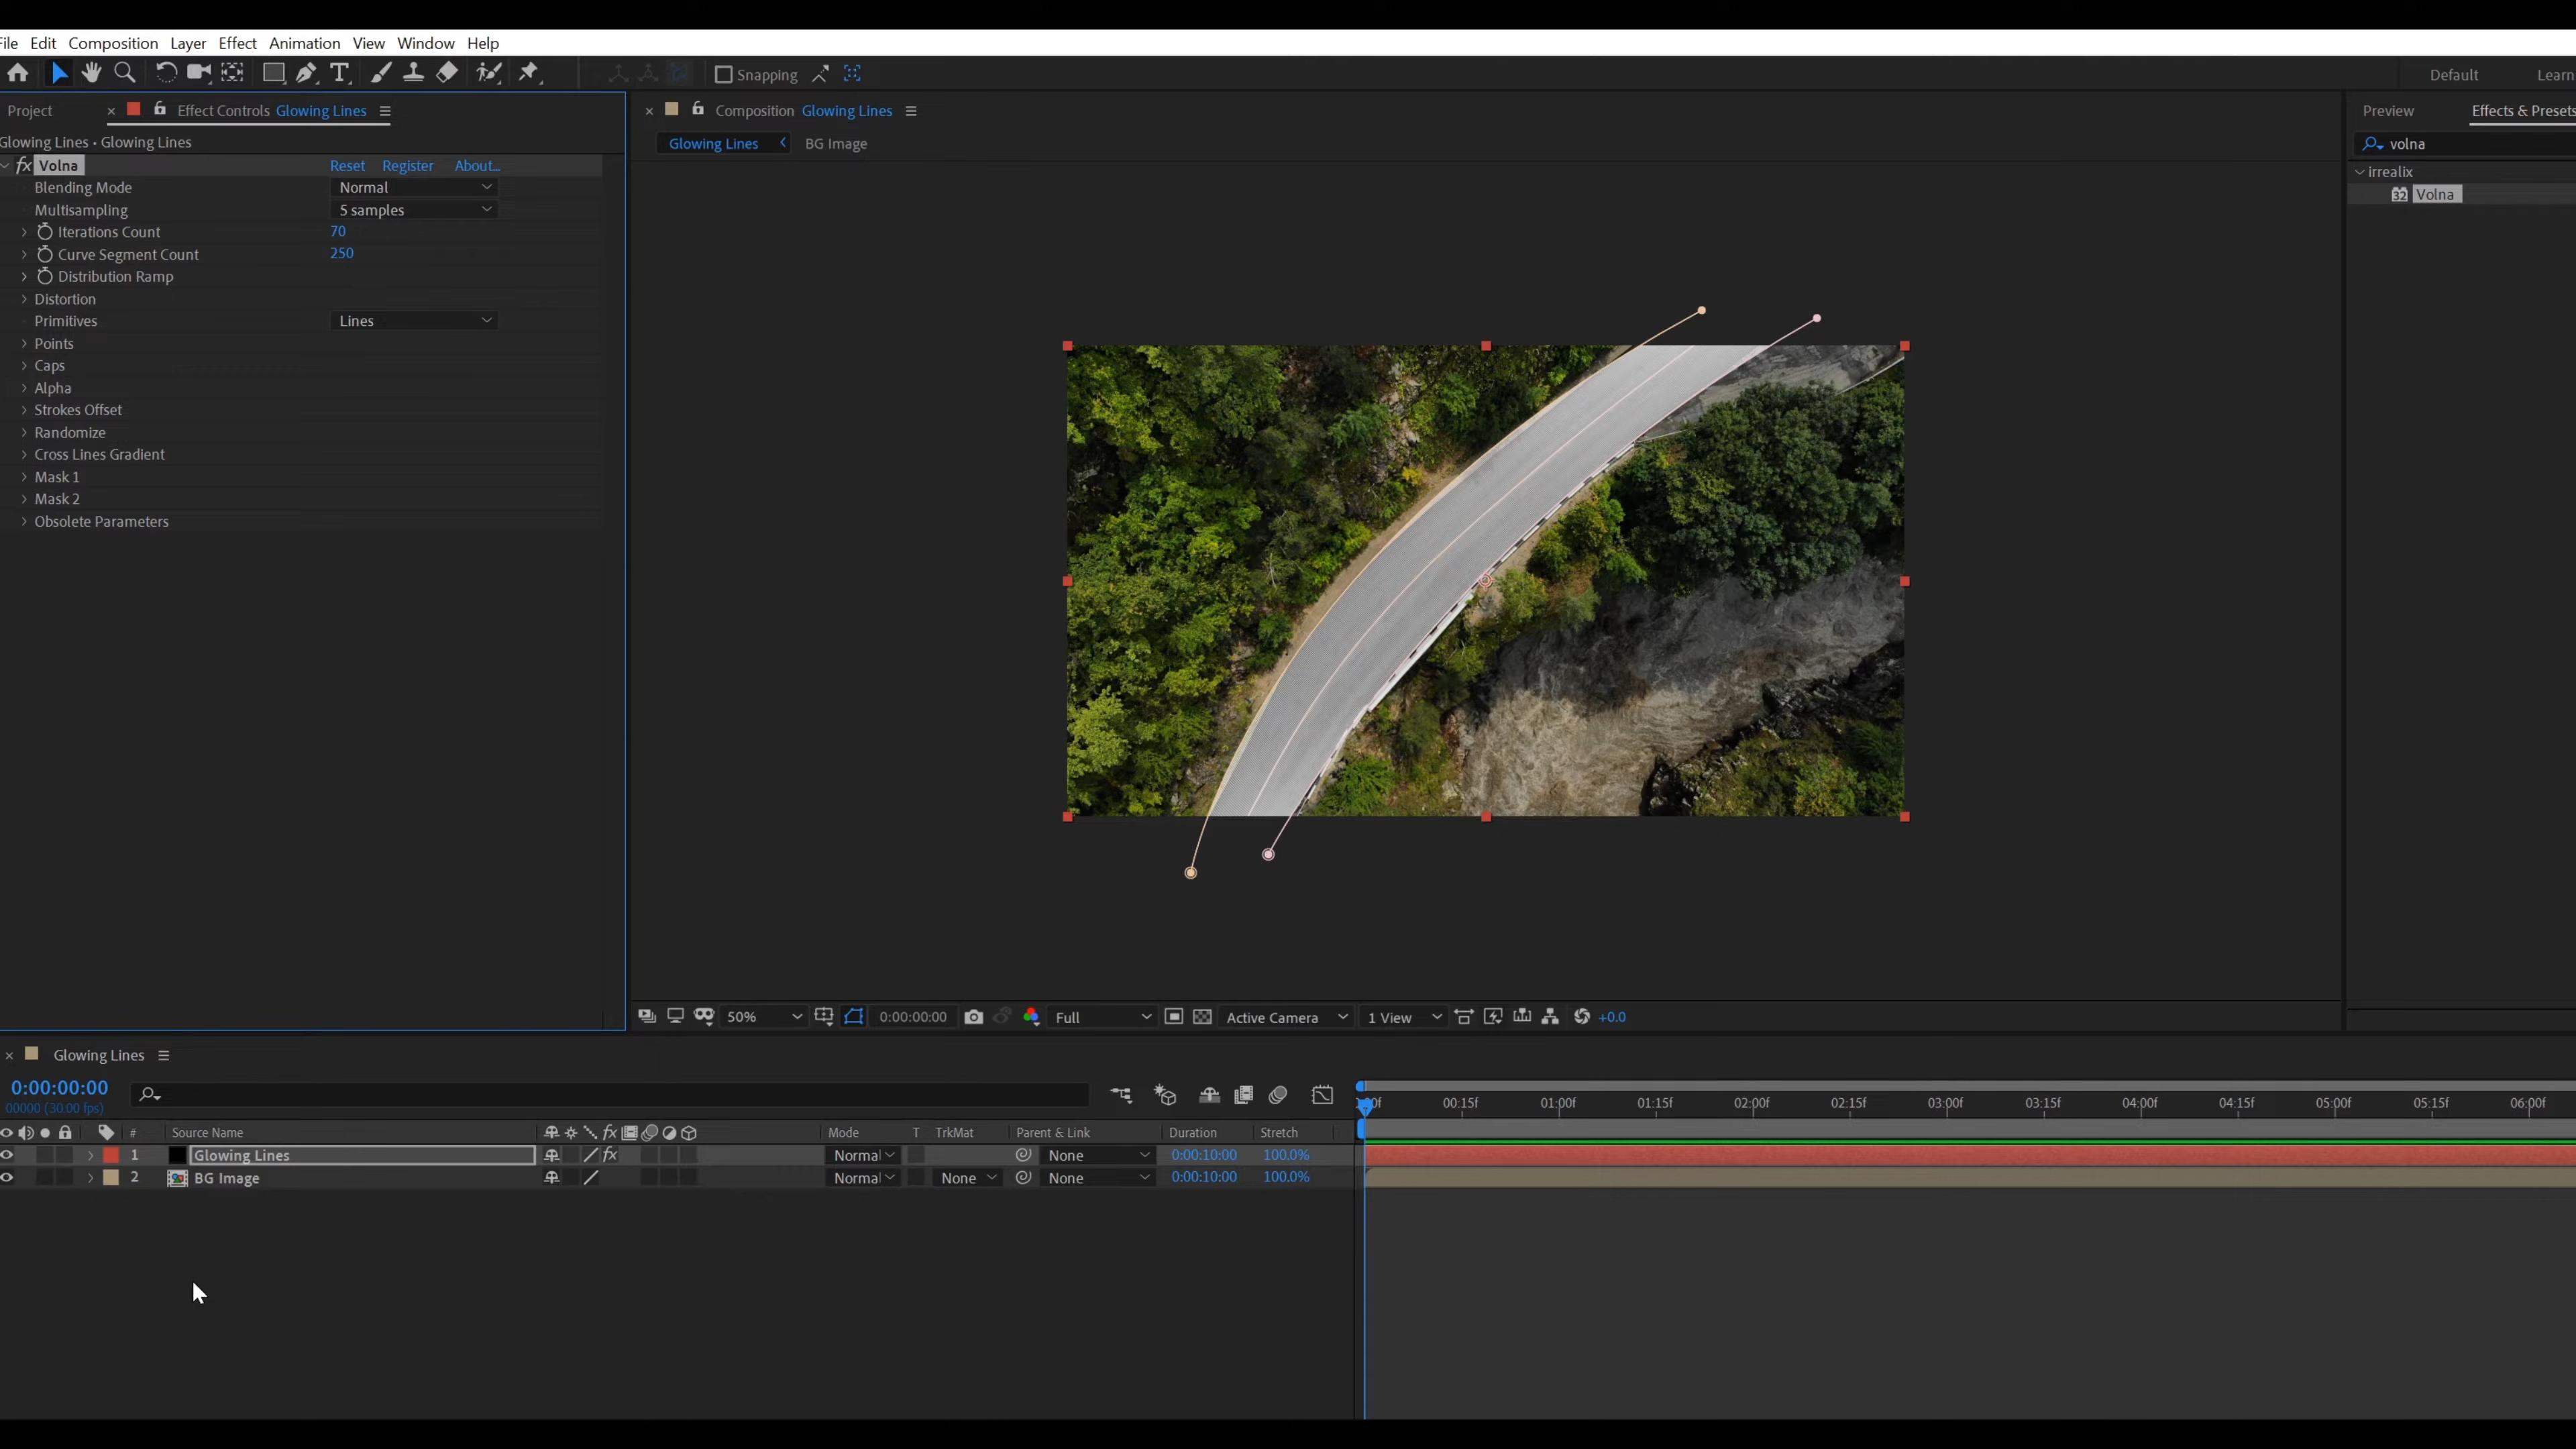 File Edit Composition Layer Effect Animation View Window Help
Snapping Default Learn
Project Effect Controls Glowing Lines
Composition Glowing Lines
Preview Effects & Presets
Glowing Lines • Glowing Lines
Glowing Lines BG Image
volna
fx Volna Reset Register About...
irrealix
32 Volna
Blending Mode Normal
Multisampling 5 samples
Iterations Count 70
Curve Segment Count 250
Distribution Ramp
Distortion
Primitives Lines
Points
Caps
Alpha
Strokes Offset
Randomize
Cross Lines Gradient
Mask 1
Mask 2
Obsolete Parameters
50% 0:00:00:00 Full Active Camera 1 View +0.0
Glowing Lines
0:00:00:00
00000 (30.00 fps)
00f 00:15f 01:00f 01:15f 02:00f 02:15f 03:00f 03:15f 04:00f 04:15f 05:00f 05:15f 06:00f
# Source Name fx Mode T TrkMat Parent & Link Duration Stretch
1 Glowing Lines fx Normal None 0:00:10:00 100.0%
2 BG Image Normal None None 0:00:10:00 100.0%